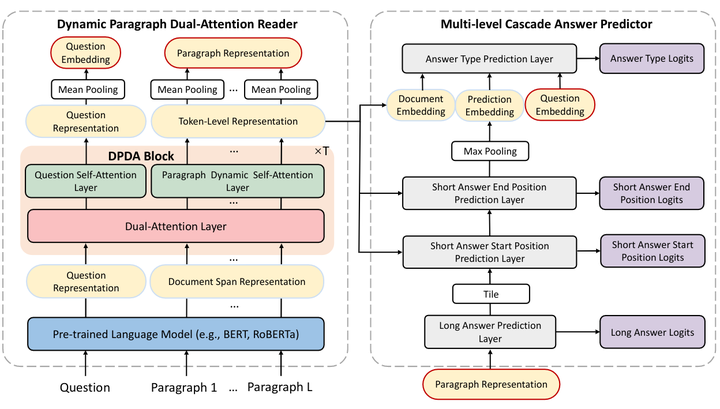 Dynamic Paragraph Dual-Attention Reader
Question
Embedding
Paragraph Representation
Mean Pooling
Mean Pooling
...
Mean Pooling
Question
Representation
Token-Level Representation
...
×T
DPDA Block
Question Self-Attention
Layer
Paragraph Dynamic Self-Attention
Layer
...
Dual-Attention Layer
...
Question
Representation
Document Span Representation
...
Pre-trained Language Model (e.g., BERT, RoBERTa)
Question
Paragraph 1
...
Paragraph L
Multi-level Cascade Answer Predictor
Answer Type Prediction Layer
Answer Type Logits
Document
Embedding
Prediction
Embedding
Question
Embedding
Max Pooling
Short Answer End Position
Prediction Layer
Short Answer End
Position Logits
Short Answer Start Position
Prediction Layer
Short Answer Start
Position Logits
Tile
Long Answer Prediction
Layer
Long Answer Logits
Paragraph Representation